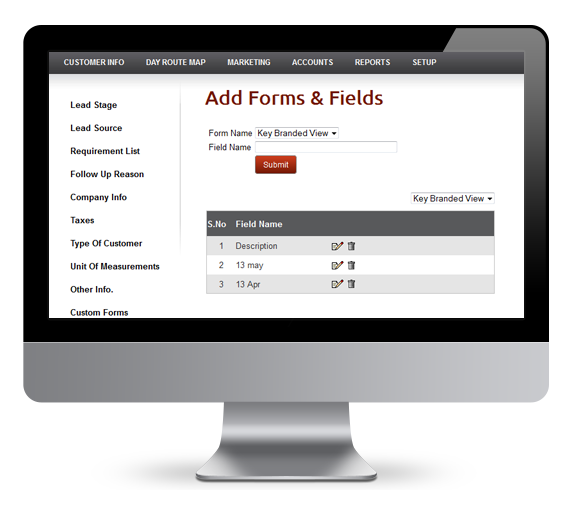 CUSTOMER INFO DAY ROUTE MAP MARKETING ACCOUNTS REPORTS SETUP
Lead Stage
Lead Source
Requirement List
Follow Up Reason
Company Info
Taxes
Type Of Customer
Unit Of Measurements
Other Info.
Custom Forms
Add Forms & Fields
Form Name Key Branded View
Field Name
Submit
Key Branded View
S.No Field Name
1 Description
2 13 may
3 13 Apr